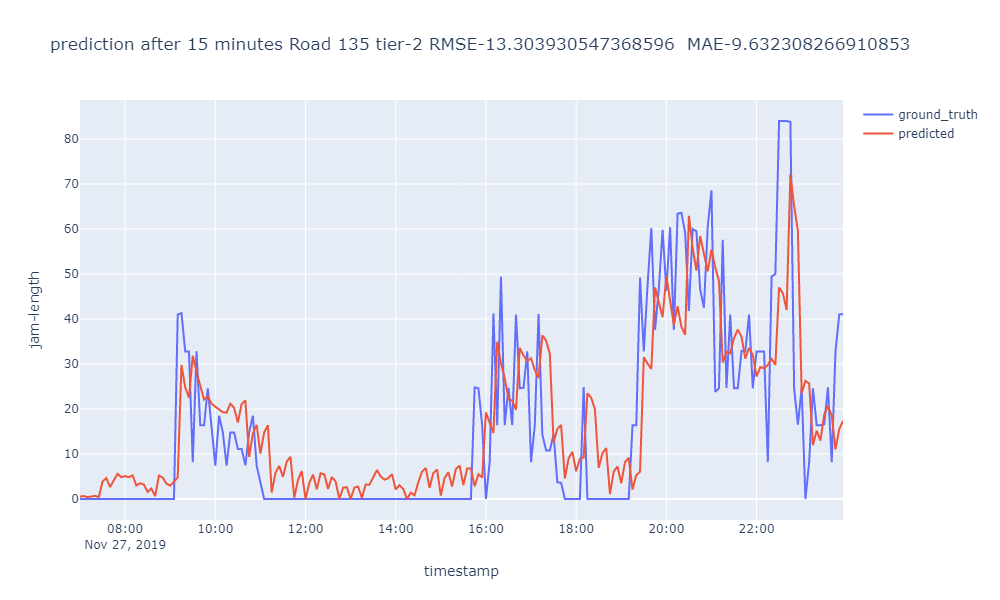 prediction after 15 minutes Road 135 tier-2 RMSE-13.303930547368596  MAE-9.632308266910853
ground_truth
predicted
80
70
60
50
40
30
20
10
0
jam-length
08:00 10:00 12:00 14:00 16:00 18:00 20:00 22:00
Nov 27, 2019
timestamp